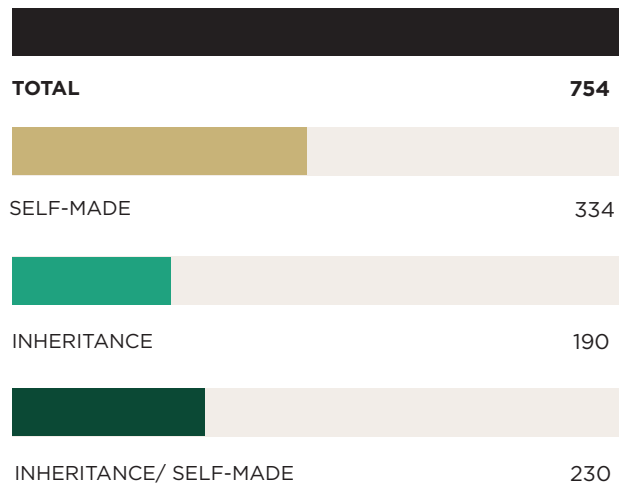 TOTAL 754
SELF-MADE 334
INHERITANCE 190
INHERITANCE/ SELF-MADE 230